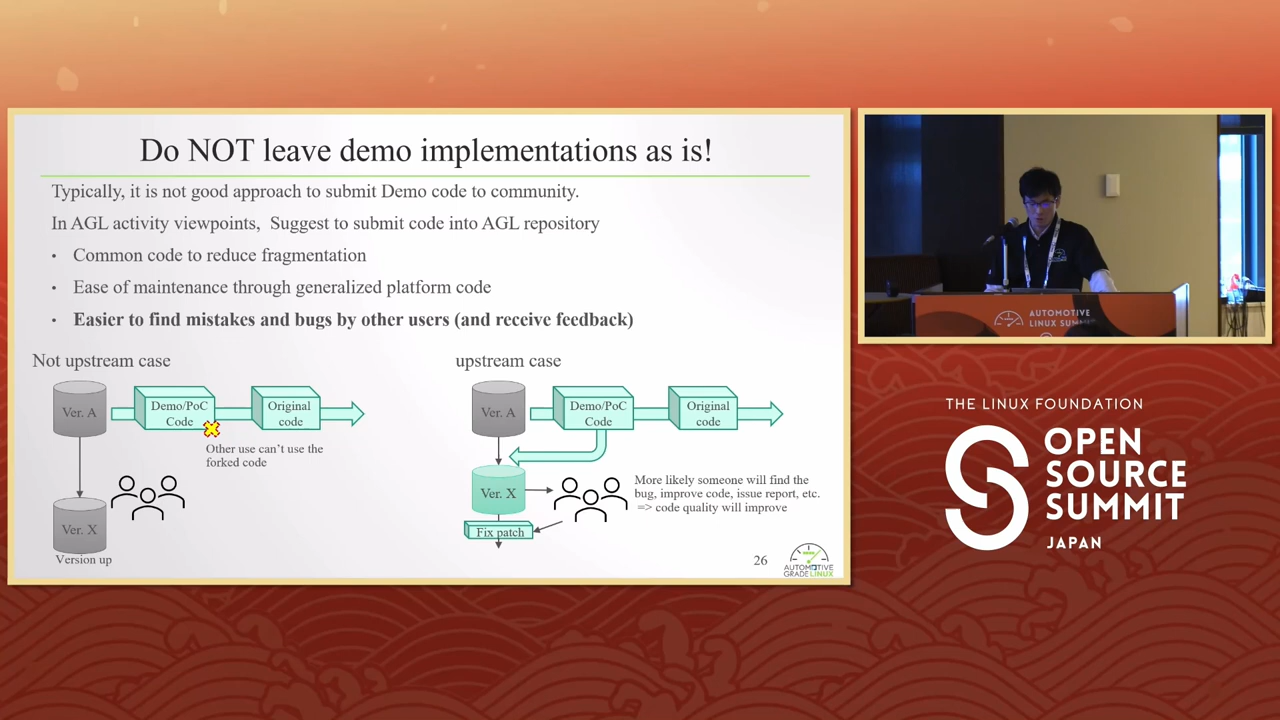 Do NOT leave demo implementations as is!
Typically, it is not good approach to submit Demo code to community.
In AGL activity viewpoints, Suggest to submit code into AGL repository
• Common code to reduce fragmentation
• Ease of maintenance through generalized platform code
• Easier to find mistakes and bugs by other users (and receive feedback)
Not upstream case
Ver. A
Demo/PoC
Code
Original
code
Other use can't use the
forked code
Ver. X
Version up
upstream case
Ver. A
Demo/PoC
Code
Original
code
Ver. X
More likely someone will find the
bug, improve code, issue report, etc.
=> code quality will improve
Fix patch
26
AUTOMOTIVE
GRADE LINUX
AUTOMOTIVE
LINUX SUMMIT
THE LINUX FOUNDATION
OPEN
SOURCE
SUMMIT
JAPAN